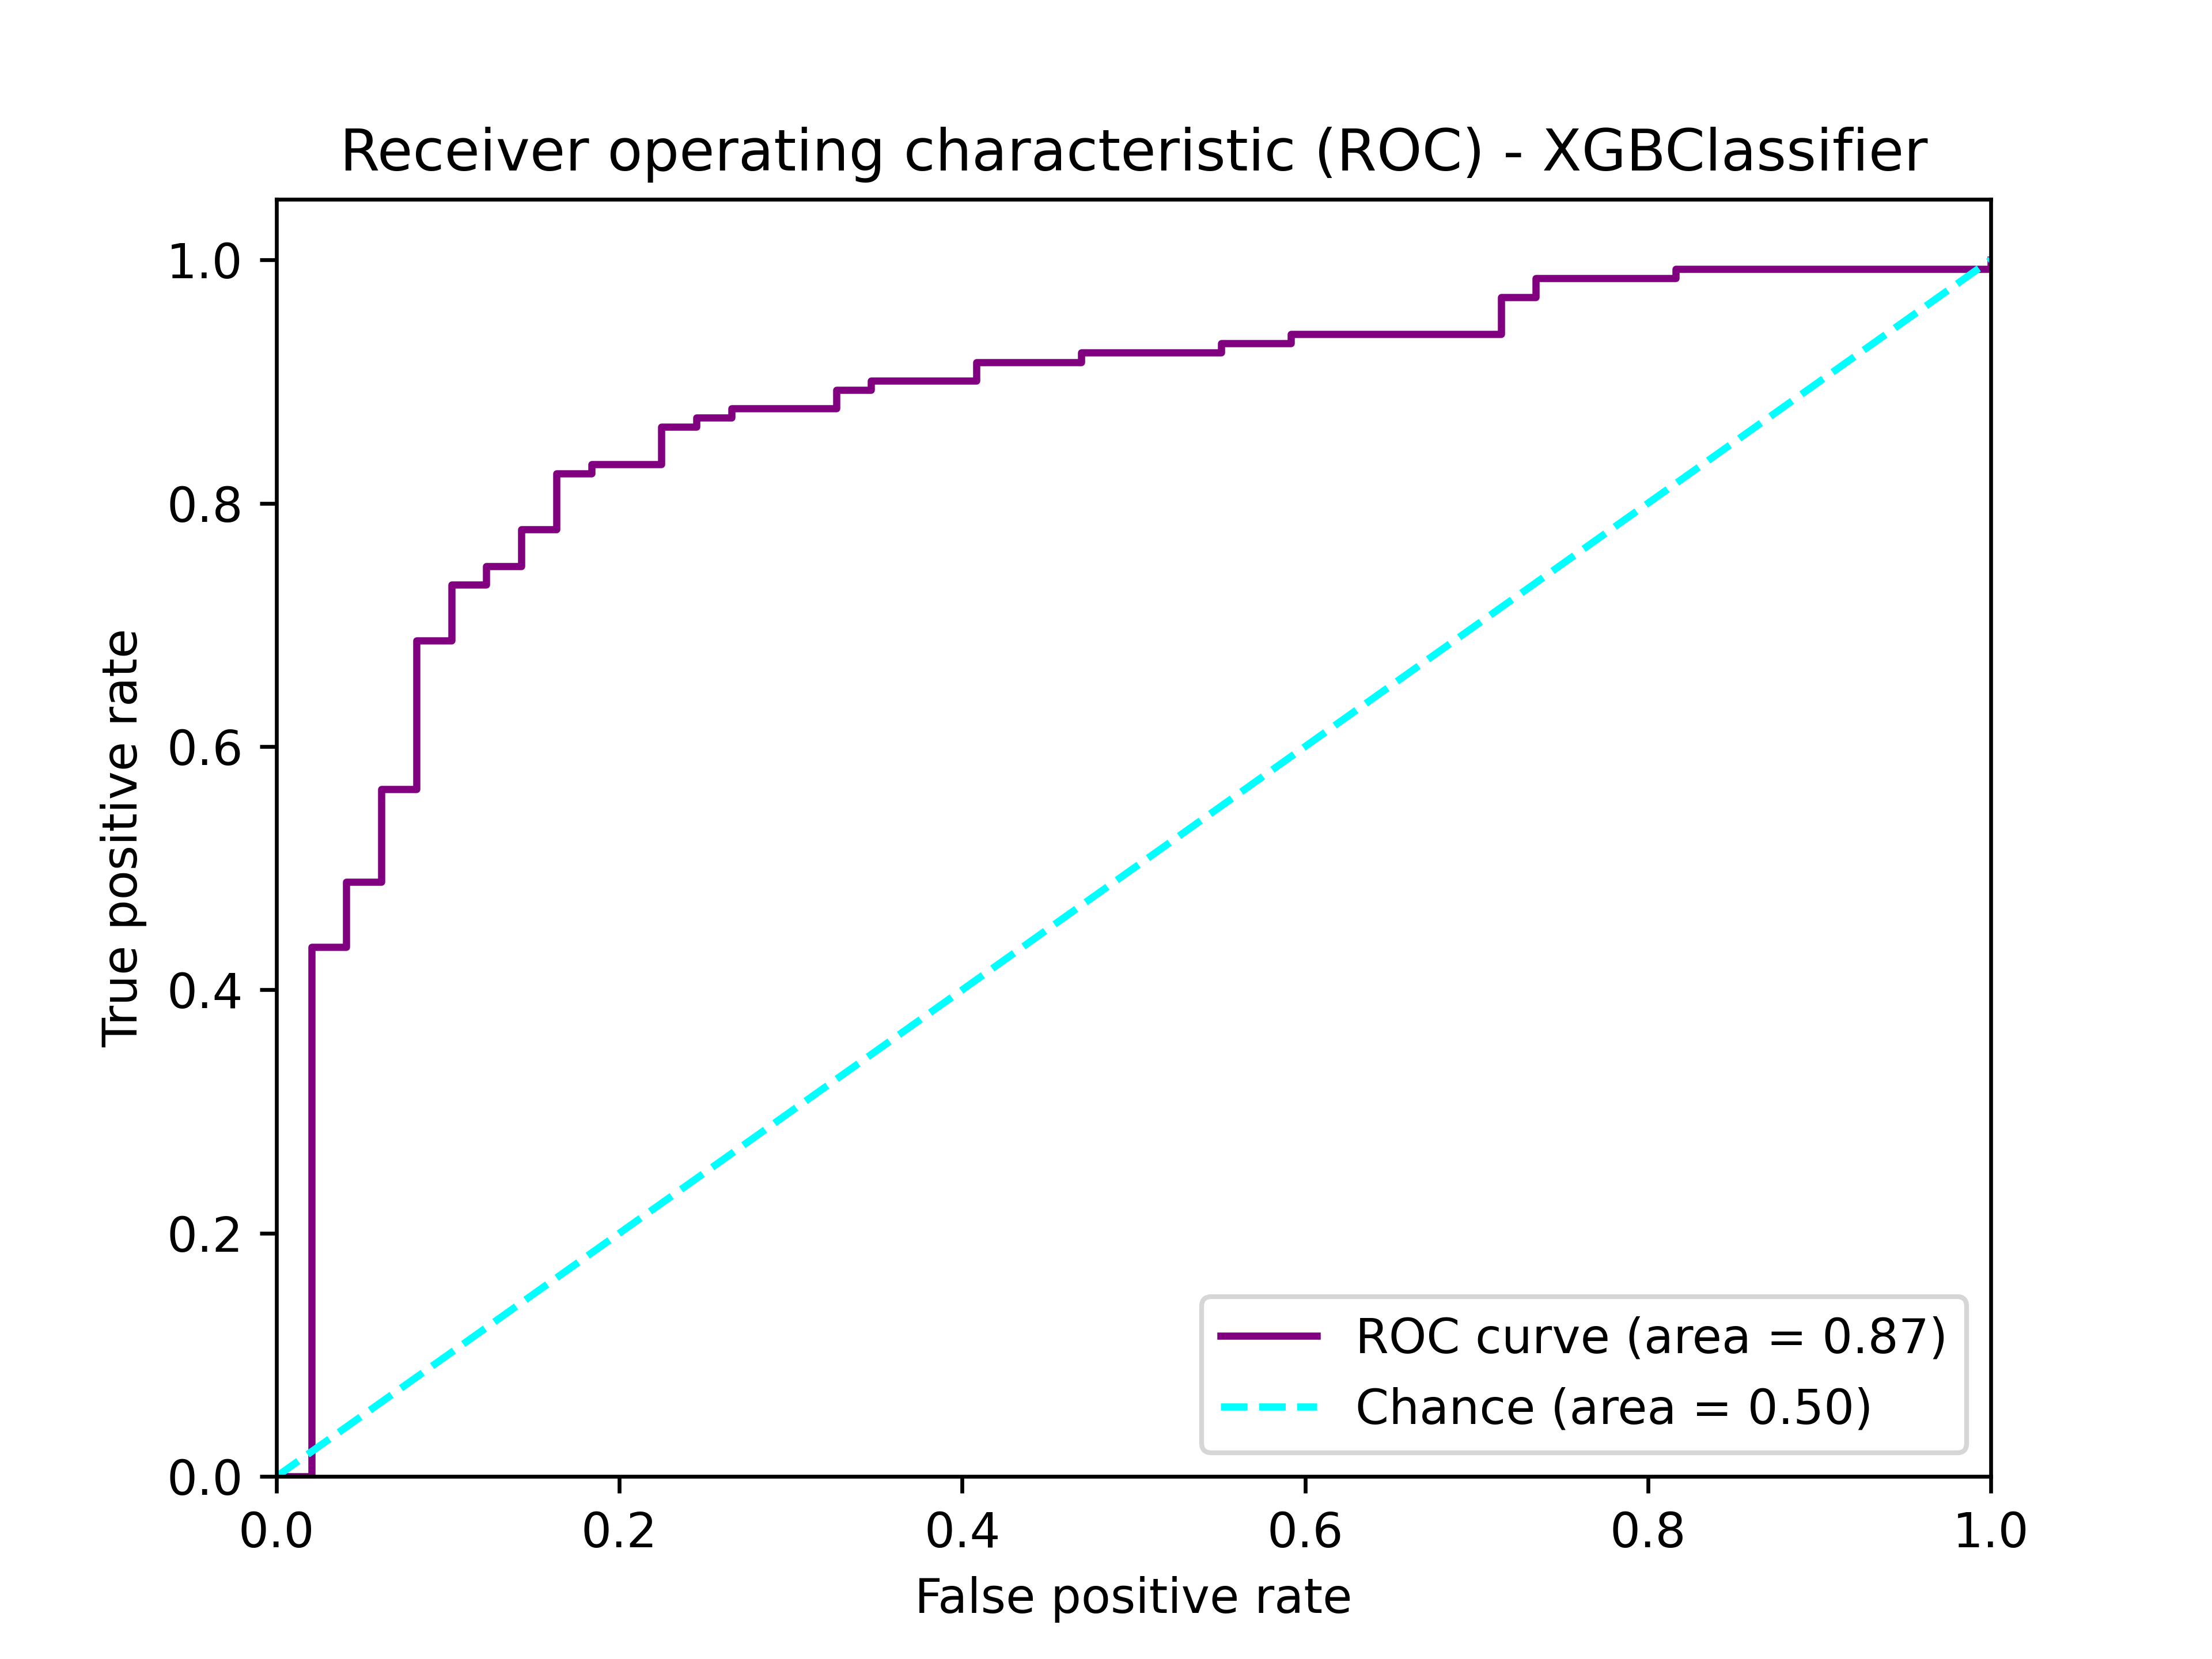 Receiver operating characteristic (ROC) - XGBClassifier
1.0
0.8
0.6
0.4
0.2
0.0
True positive rate
0.0 0.2 0.4 0.6 0.8 1.0
False positive rate
ROC curve (area = 0.87)
Chance (area = 0.50)